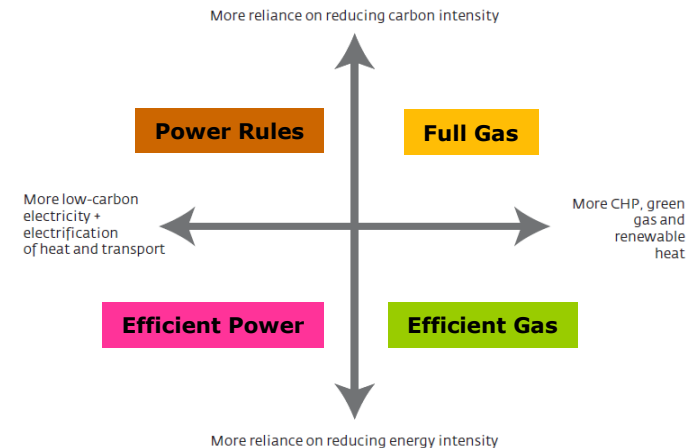 More reliance on reducing carbon intensity
Power Rules
Full Gas
More low-carbon
electricity +
electrification
of heat and transport
More CHP, green
gas and
renewable
heat
Efficient Power
Efficient Gas
More reliance on reducing energy intensity